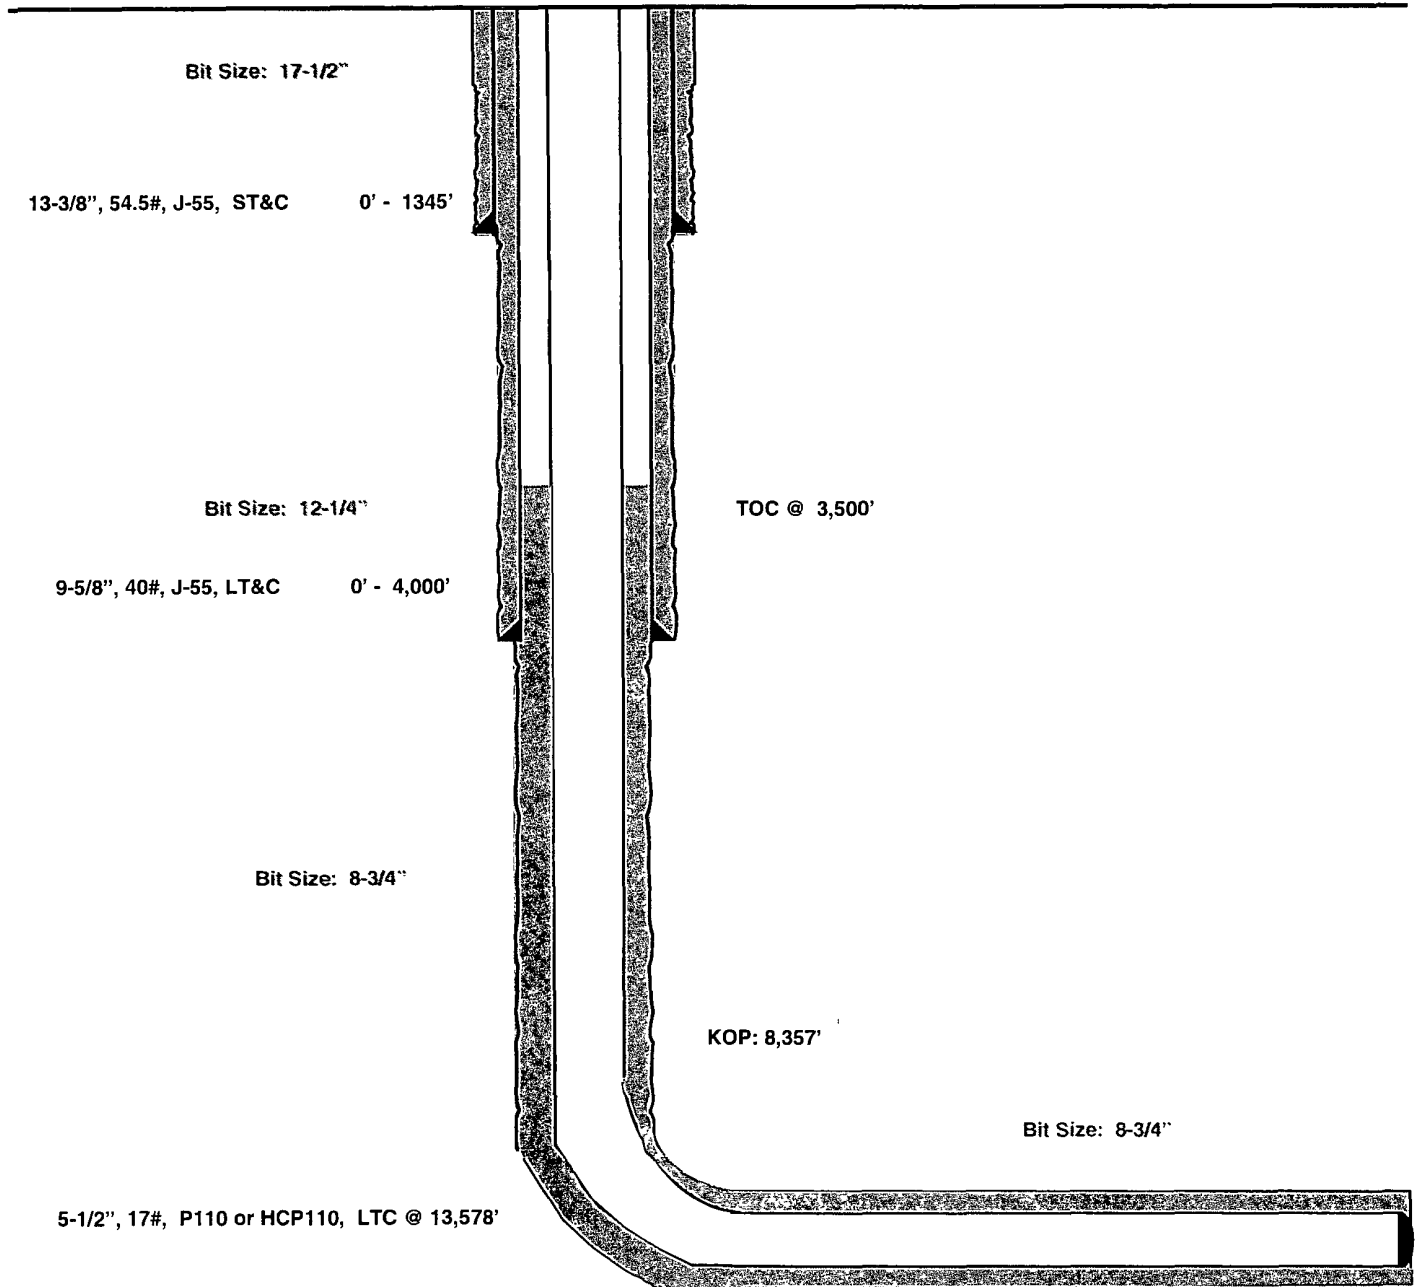 Bit Size: 17-1/2"
13-3/8", 54.5#, J-55, ST&C 0' - 1345'
Bit Size: 12-1/4"
TOC @ 3,500'
9-5/8", 40#, J-55, LT&C 0' - 4,000'
Bit Size: 8-3/4"
KOP: 8,357'
Bit Size: 8-3/4"
5-1/2", 17#, P110 or HCP110, LTC @ 13,578'